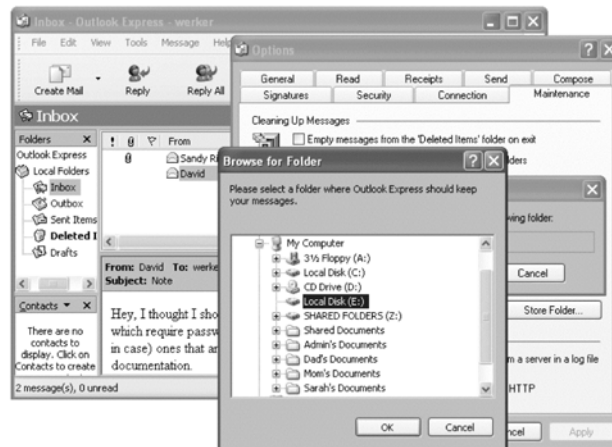 Inbox - Outlook Express - werker
File Edit View Tools Message Help
Create Mail Reply Reply All
Inbox
Folders X
Outlook Express
Local Folders
Inbox
Outbox
Sent Items
Deleted I
Drafts
! From
Sandy Ri
David
From: David To: werke
Subject: Note
Hey, I thought I sho
which require passw
in case) ones that ar
documentation.
Contacts X
There are no
contacts to
display. Click on
Contacts to create
2 message(s), 0 unread
Options
General Read Receipts Send Compose
Signatures Security Connection Maintenance
Cleaning Up Messages
Empty messages from the 'Deleted Items' folder on exit
lders
wing folder:
Cancel
Store Folder...
m a server in a log file
HTTP
ncel Apply
Browse for Folder
Please select a folder where Outlook Express should keep
your messages.
My Computer
3½ Floppy (A:)
Local Disk (C:)
CD Drive (D:)
Local Disk (E:)
SHARED FOLDERS (Z:)
Shared Documents
Admin's Documents
Dad's Documents
Mom's Documents
Sarah's Documents
OK Cancel